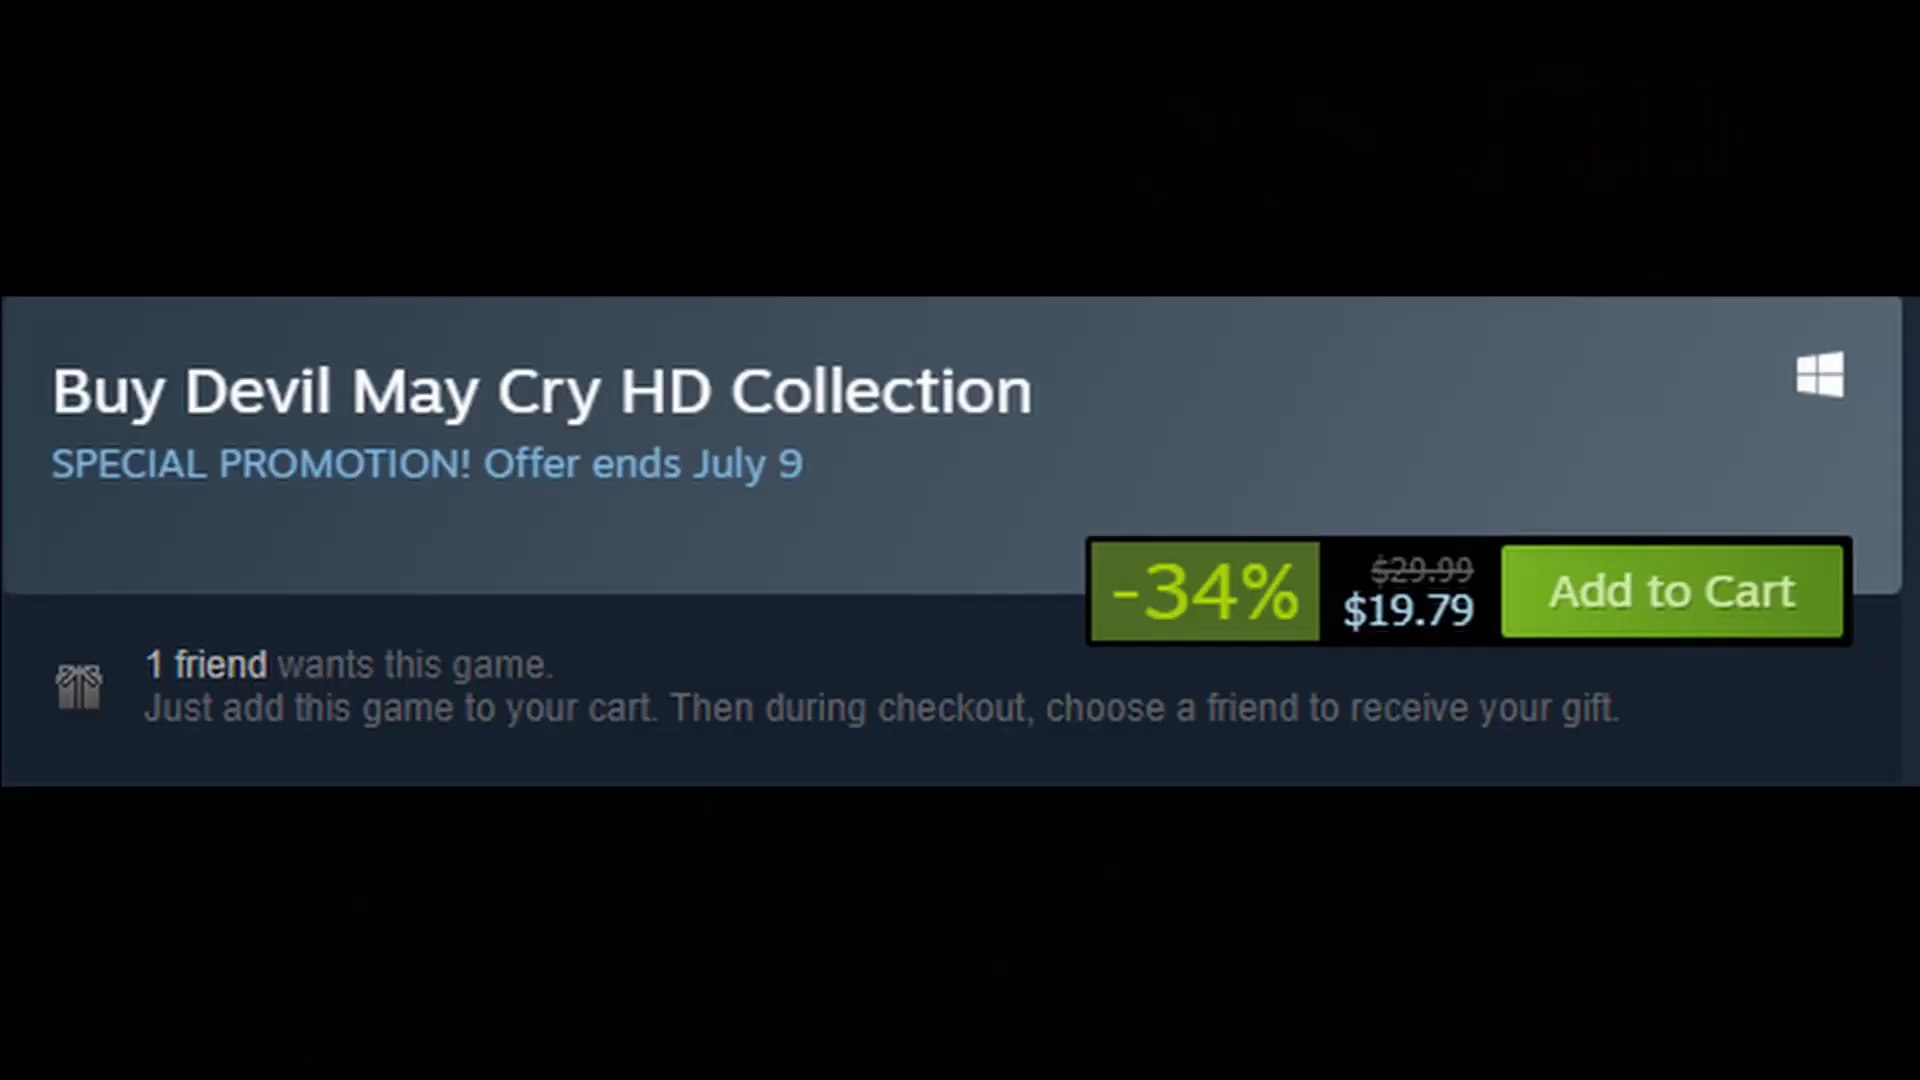 Buy Devil May Cry HD Collection
SPECIAL PROMOTION! Offer ends July 9
-34%
$29.99
$19.79
Add to Cart
1 friend wants this game.
Just add this game to your cart. Then during checkout, choose a friend to receive your gift.